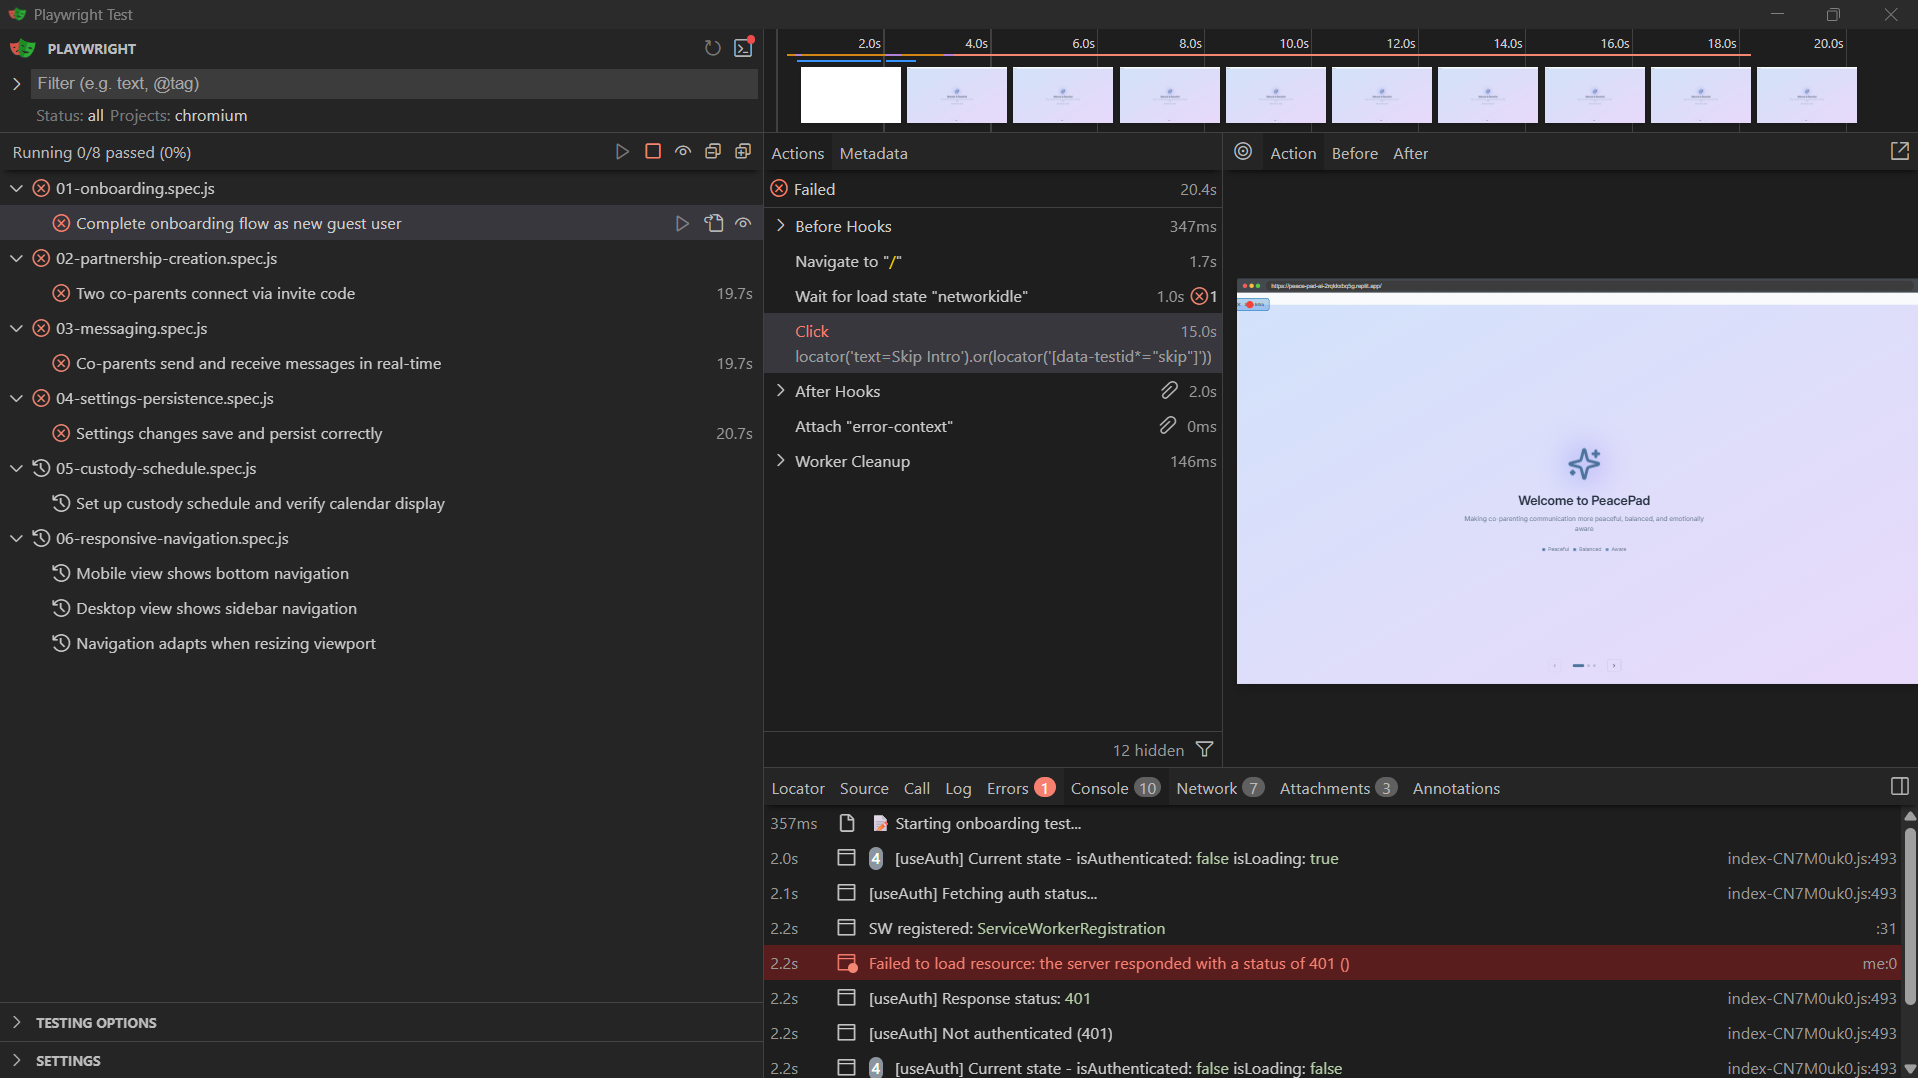 Playwright Test
PLAYWRIGHT
Filter (e.g. text, @tag)
Status: all Projects: chromium
Running 0/8 passed (0%)
01-onboarding.spec.js
Complete onboarding flow as new guest user
02-partnership-creation.spec.js
Two co-parents connect via invite code 19.7s
03-messaging.spec.js
Co-parents send and receive messages in real-time 19.7s
04-settings-persistence.spec.js
Settings changes save and persist correctly 20.7s
05-custody-schedule.spec.js
Set up custody schedule and verify calendar display
06-responsive-navigation.spec.js
Mobile view shows bottom navigation
Desktop view shows sidebar navigation
Navigation adapts when resizing viewport
TESTING OPTIONS
SETTINGS
2.0s 4.0s 6.0s 8.0s 10.0s 12.0s 14.0s 16.0s 18.0s 20.0s
Actions Metadata
Failed 20.4s
Before Hooks 347ms
Navigate to "/" 1.7s
Wait for load state "networkidle" 1.0s 1
Click 15.0s
locator('text=Skip Intro').or(locator('[data-testid*="skip"]'))
After Hooks 2.0s
Attach "error-context" 0ms
Worker Cleanup 146ms
12 hidden
Action Before After
Welcome to PeacePad
Making co-parenting communication more peaceful, balanced, and emotionally
aware
Peaceful Balanced Aware
Locator Source Call Log Errors 1 Console 10 Network 7 Attachments 3 Annotations
357ms Starting onboarding test...
2.0s 4 [useAuth] Current state - isAuthenticated: false isLoading: true index-CN7M0uk0.js:493
2.1s [useAuth] Fetching auth status... index-CN7M0uk0.js:493
2.2s SW registered: ServiceWorkerRegistration :31
2.2s Failed to load resource: the server responded with a status of 401 () me:0
2.2s [useAuth] Response status: 401 index-CN7M0uk0.js:493
2.2s [useAuth] Not authenticated (401) index-CN7M0uk0.js:493
2.2s 4 [useAuth] Current state - isAuthenticated: false isLoading: false index-CN7M0uk0.js:493